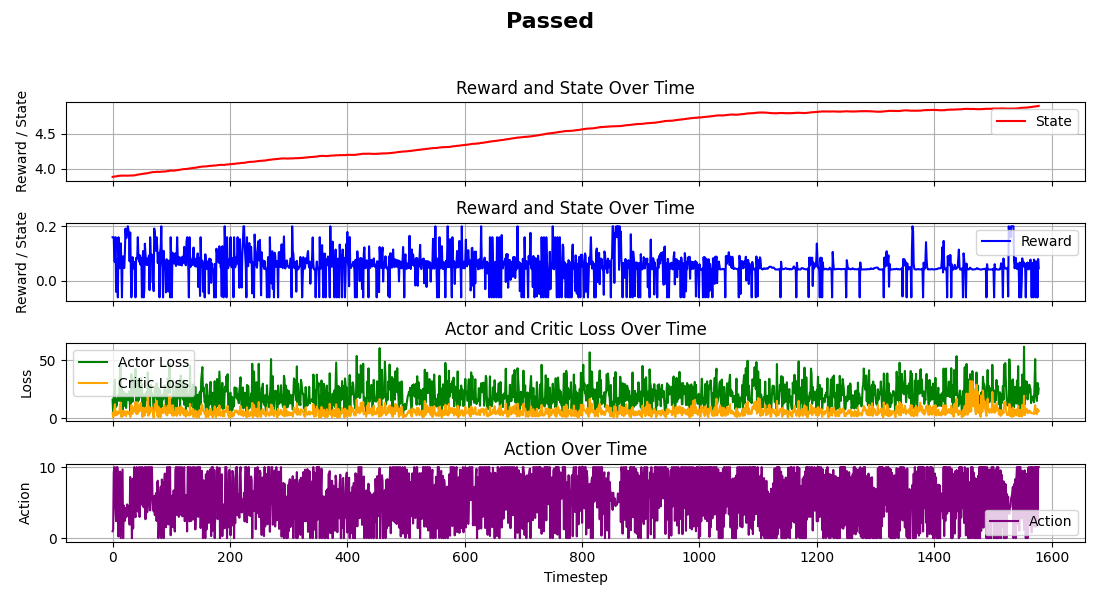 Passed
Reward and State Over Time
Reward / State
4.5
4.0
State
Reward and State Over Time
Reward / State
0.2
0.0
Reward
Actor and Critic Loss Over Time
Loss
50
0
Actor Loss
Critic Loss
Action Over Time
Action
10
0
Action
0 200 400 600 800 1000 1200 1400 1600
Timestep